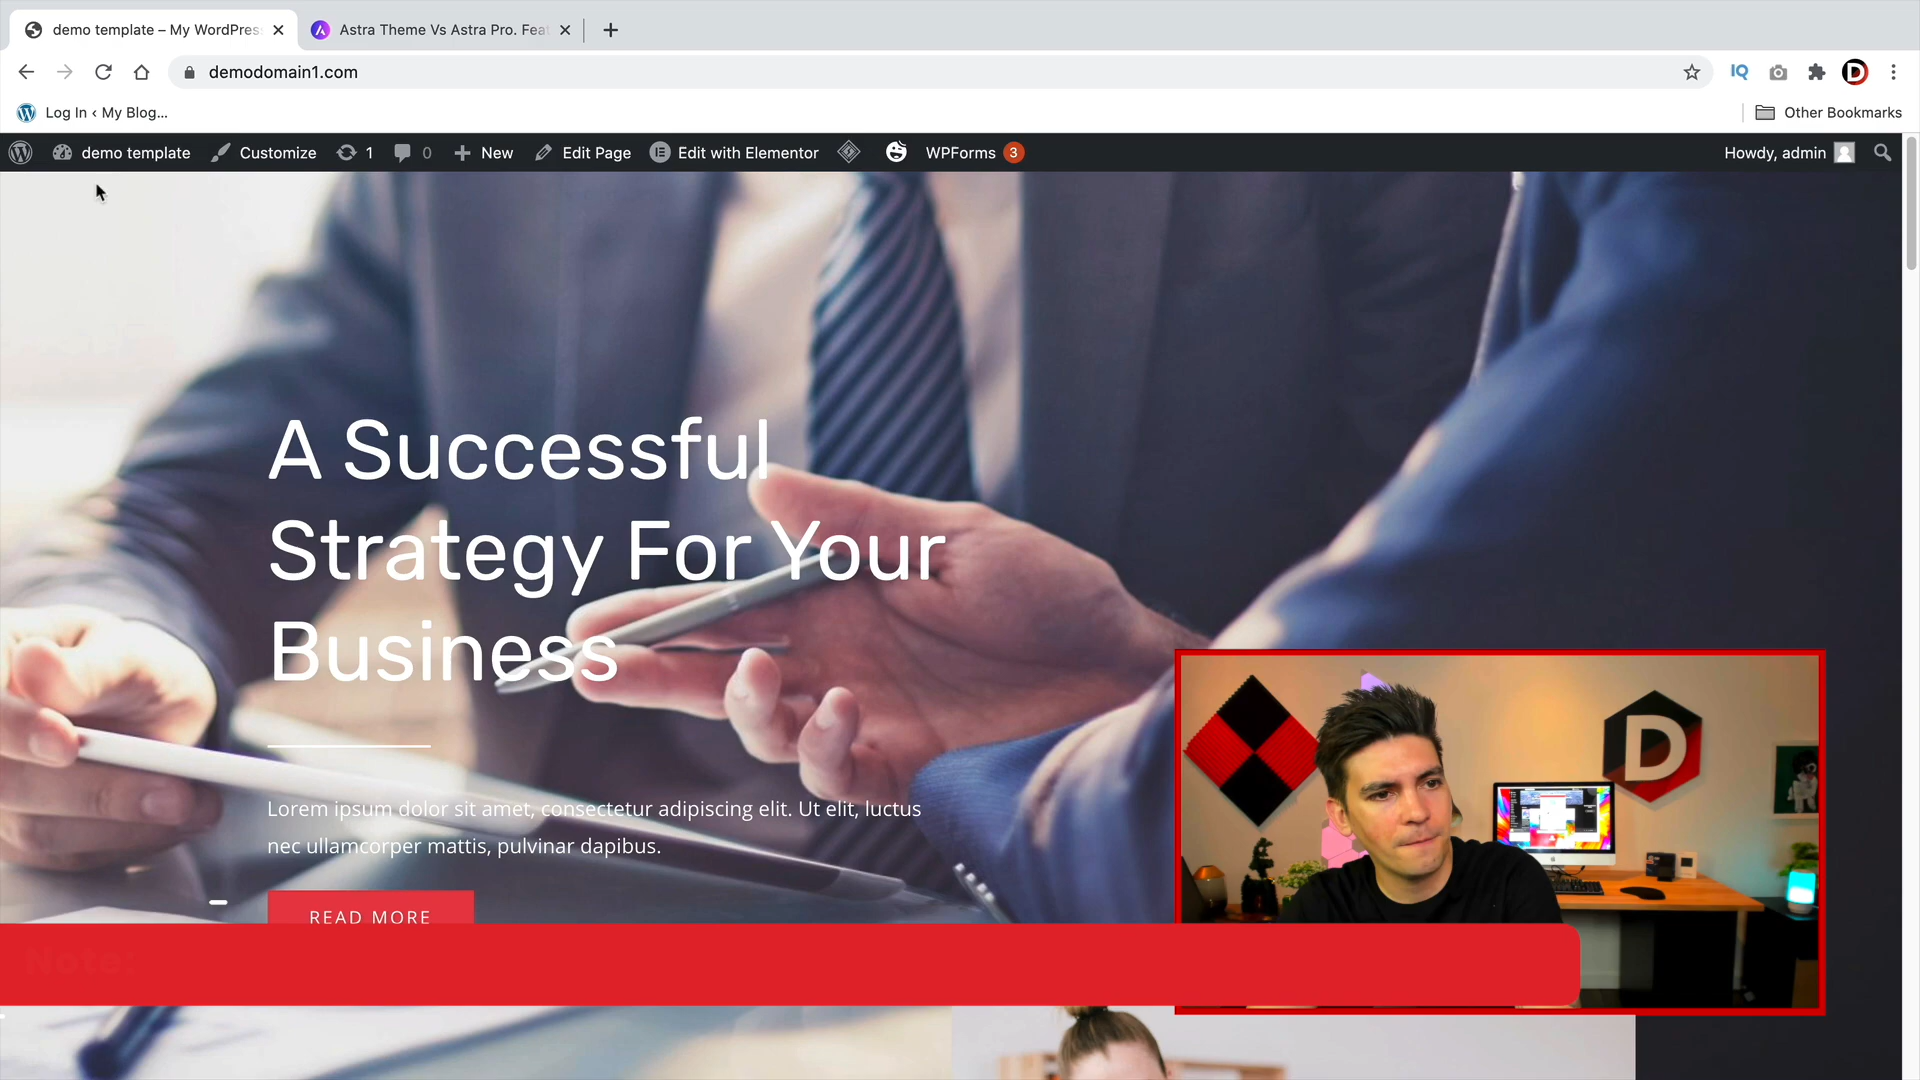 demo template – My WordPres
Astra Theme Vs Astra Pro. Feat
demodomain1.com
IQ
D
Log In ‹ My Blog...
Other Bookmarks
demo template
Customize
1
0
New
Edit Page
Edit with Elementor
WPForms
3
Howdy, admin
A Successful
Strategy For Your
Business
Lorem ipsum dolor sit amet, consectetur adipiscing elit. Ut elit, luctus
nec ullamcorper mattis, pulvinar dapibus.
READ MORE
D
Note: